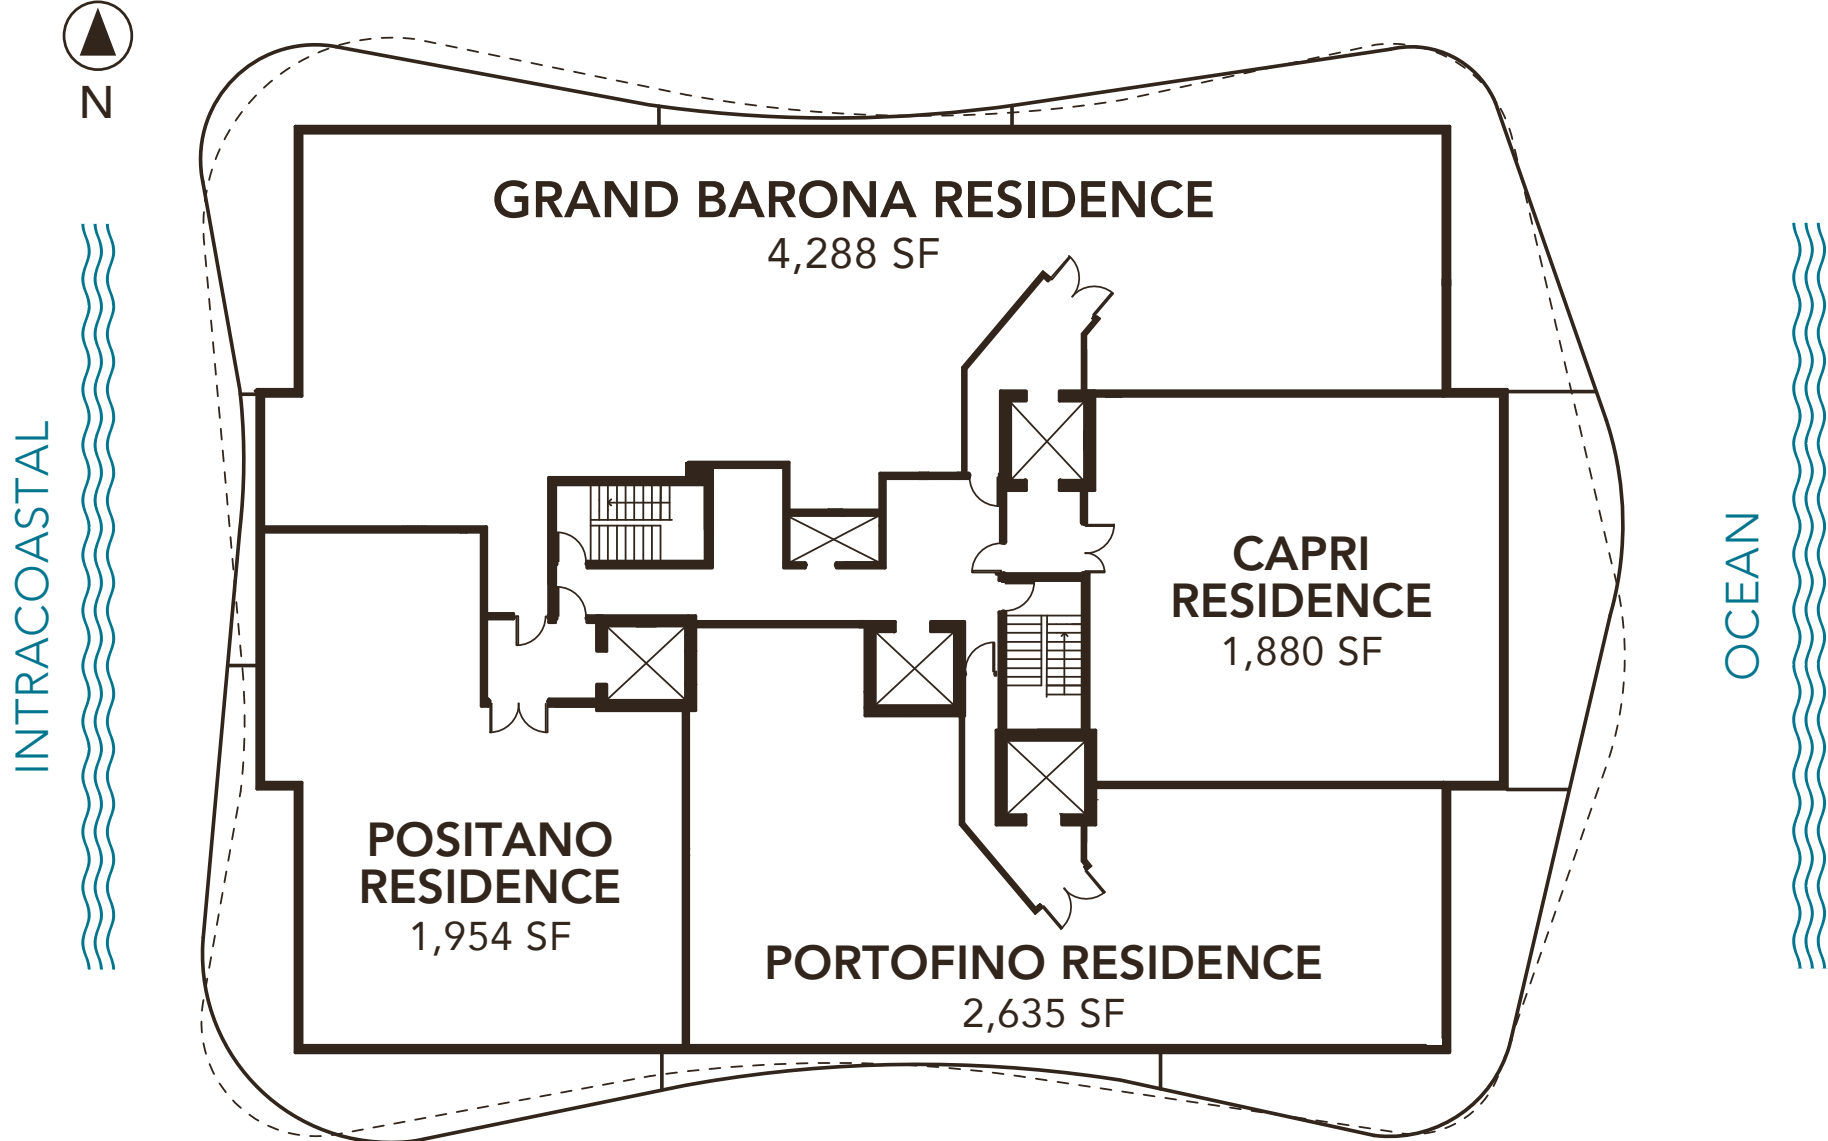 N
GRAND BARONA RESIDENCE
4,288 SF
INTRACOASTAL
OCEAN
CAPRI
RESIDENCE
1,880 SF
POSITANO
RESIDENCE
1,954 SF
PORTOFINO RESIDENCE
2,635 SF